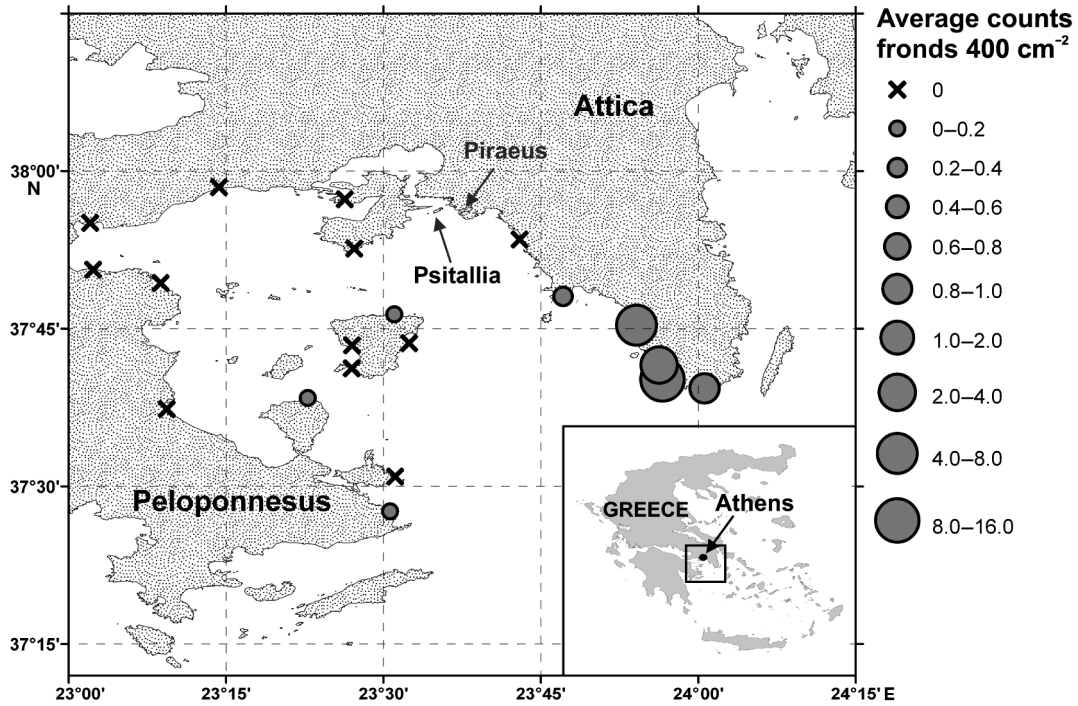 Average counts
fronds 400 cm⁻²
0
0–0.2
0.2–0.4
0.4–0.6
0.6–0.8
0.8–1.0
1.0–2.0
2.0–4.0
4.0–8.0
8.0–16.0
Attica
Piraeus
Psitallia
Peloponnesus
GREECE
Athens
38°00'
N
37°45'
37°30'
37°15'
23°00'
23°15'
23°30'
23°45'
24°00'
24°15'E